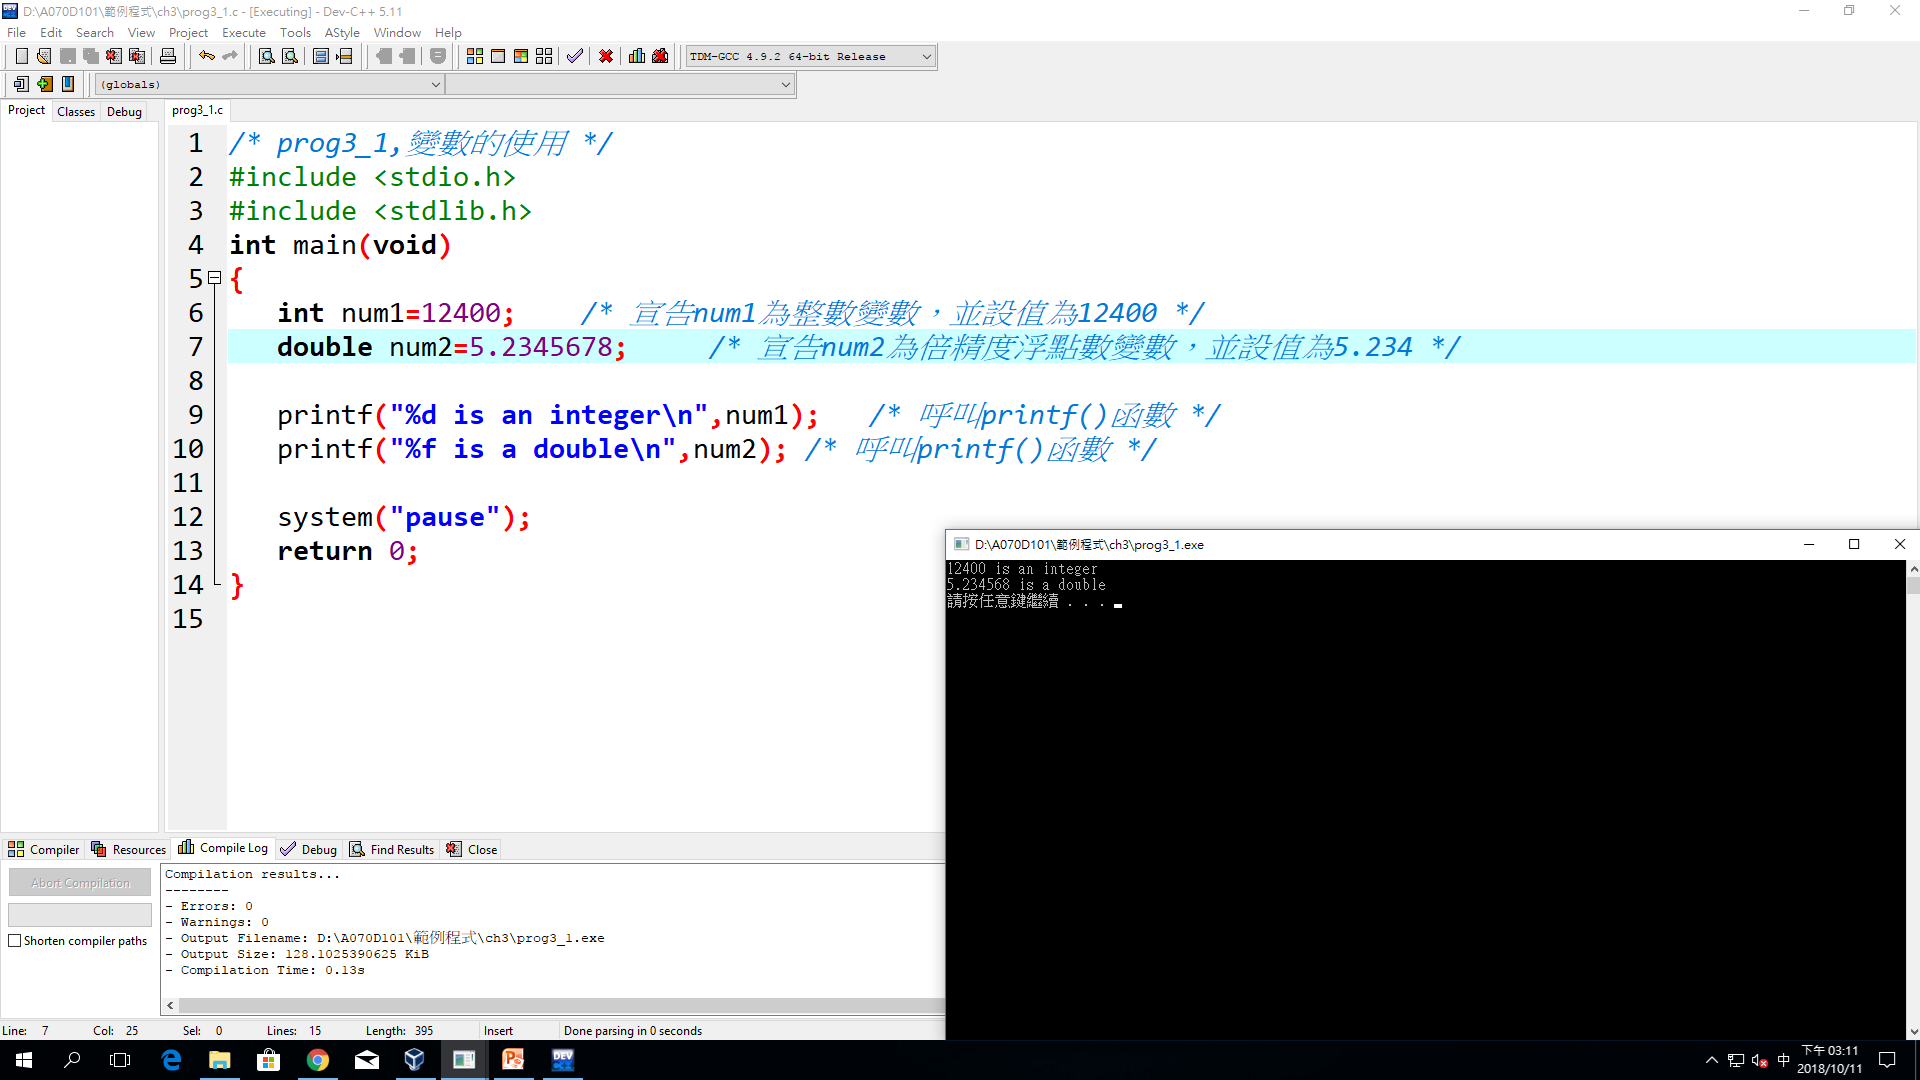 D:\A070D101\範例程式\ch3\prog3_1.c - [Executing] - Dev-C++ 5.11
File Edit Search View Project Execute Tools AStyle Window Help
TDM-GCC 4.9.2 64-bit Release
(globals)
Project Classes Debug prog3_1.c
1 /* prog3_1,變數的使用 */
2 #include <stdio.h>
3 #include <stdlib.h>
4 int main(void)
5 {
6 int num1=12400; /* 宣告num1為整數變數，並設值為12400 */
7 double num2=5.2345678; /* 宣告num2為倍精度浮點數變數，並設值為5.234 */
8
9 printf("%d is an integer\n",num1); /* 呼叫printf()函數 */
10 printf("%f is a double\n",num2); /* 呼叫printf()函數 */
11
12 system("pause");
13 return 0;
14 }
15
D:\A070D101\範例程式\ch3\prog3_1.exe
12400 is an integer
5.234568 is a double
請按任意鍵繼續 . . .
Compiler Resources Compile Log Debug Find Results Close
Abort Compilation
Shorten compiler paths
Compilation results...
--------
- Errors: 0
- Warnings: 0
- Output Filename: D:\A070D101\範例程式\ch3\prog3_1.exe
- Output Size: 128.1025390625 KiB
- Compilation Time: 0.13s
Line: 7 Col: 25 Sel: 0 Lines: 15 Length: 395 Insert Done parsing in 0 seconds
中
下午 03:11
2018/10/11